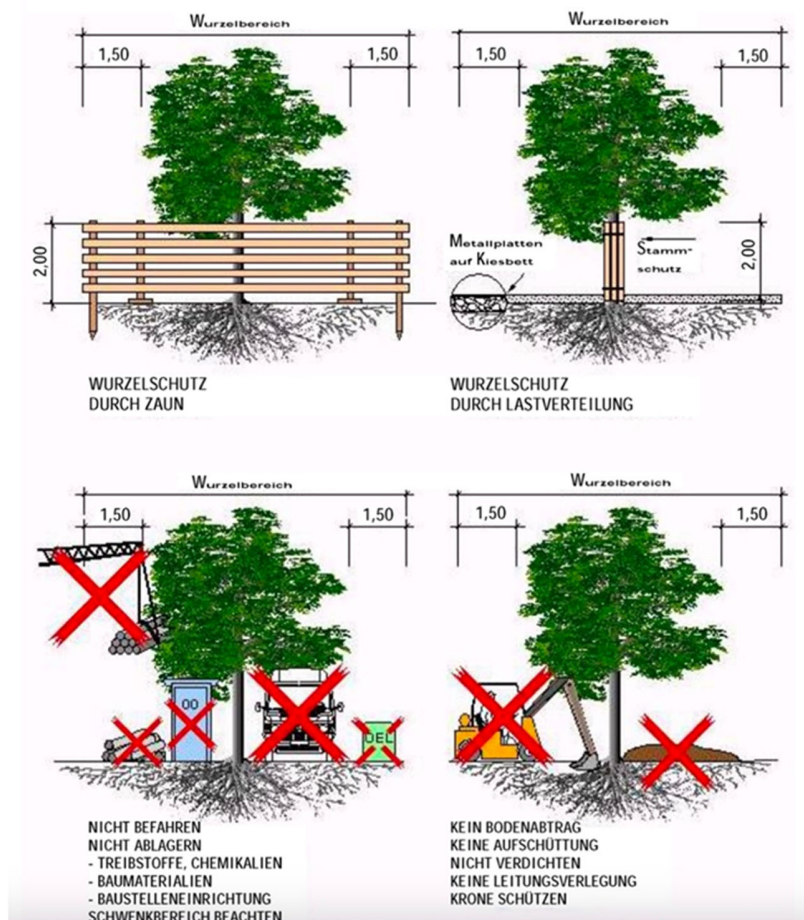 Wurzelbereich
1,50
1,50
2,00
WURZELSCHUTZ
DURCH ZAUN
Wurzelbereich
1,50
1,50
Metallplatten
auf Kiesbett
Stamm-
schutz
2,00
WURZELSCHUTZ
DURCH LASTVERTEILUNG
Wurzelbereich
1,50
1,50
OO
OEL
NICHT BEFAHREN
NICHT ABLAGERN
- TREIBSTOFFE, CHEMIKALIEN
- BAUMATERIALIEN
- BAUSTELLENEINRICHTUNG
SCHWENKBEREICH BEACHTEN
Wurzelbereich
1,50
1,50
KEIN BODENABTRAG
KEINE AUFSCHÜTTUNG
NICHT VERDICHTEN
KEINE LEITUNGSVERLEGUNG
KRONE SCHÜTZEN